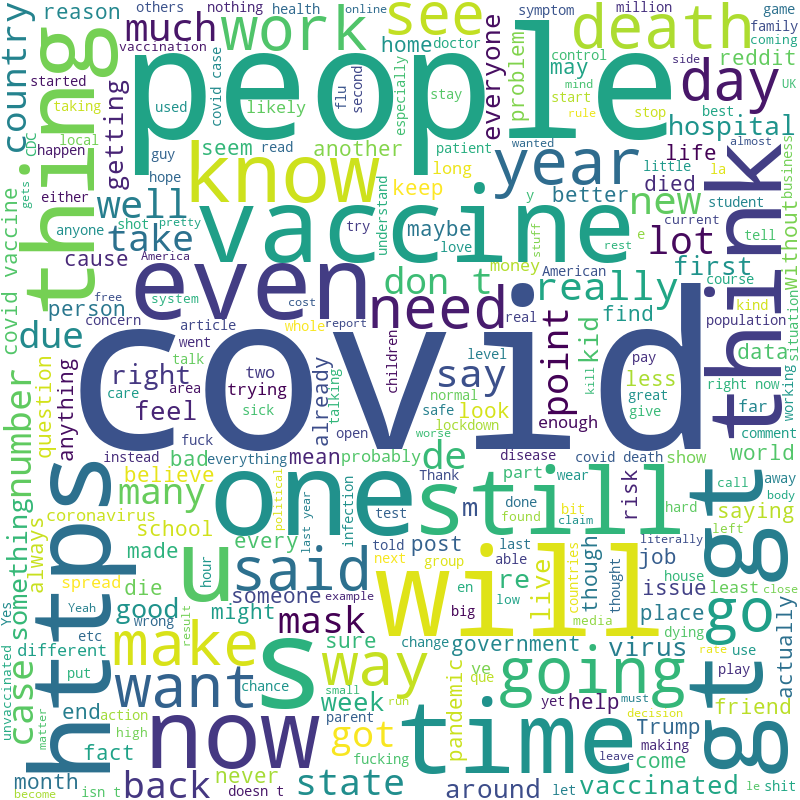 country
reason
much
work
see
death
others
nothing
health
online
symptom
million
game
family
coming
vaccination
home
doctor
control
side
UK
started
thing
people
used
covid case
flu
second
everyone
especially
stay
problem
may
mind
start
stop
rule
day
reddit
best
taking
getting
likely
hospital
local
CDC
happen
seem
another
patient
wanted
almost
guy
hope
read
know
keep
long
year
life
died
little
la
business
either
gets
anyone
shot
pretty
well
vaccine
understand
try
y
maybe
love
better
new
e
current
student
tell
Without
covid vaccine
take
stuff
rest
lot
think
cause
America
even
don t
money
American
first
course
kind
situation
person
free
system
cost
need
really
real
find
population
due
concern
article
whole
report
covid
point
kid
data
went
talk
children
level
pay
right now
working
anything
question
right
two
say
kill
less
far
care
area
trying
already
talking
normal
safe
look
great
give
feel
sick
lockdown
enough
comment
somethingnumber
fuck
open
worse
instead
bad
everything
mean
probably
disease
covid death
show
world
believe
political
last year
de
Thank
part
wear
risk
call
away
https
always
many
one
still
m
done
bit
hard
body
coronavirus
test
found
claim
saying
left
school
infection
u
said
told
post
last
though
job
literally
gt gt
made
every
hour
next
group
able
live
countries
thought
issue
house
least
close
spread
die
someone
en
re
will
place
Yes
Yeah
good
might
example
low
big
media
dying
go
actually
etc
wrong
result
mask
s
sure
change
government
virus
rate
use
case
different
make
way
ve
que
going
play
unvaccinated
put
chance
small
week
pandemic
friend
end
action
want
parent
run
yet
help
must
decision
matter
high
now
got
time
Trump
fact
fucking
making
month
isn t
back
never
doesn t
state
around
leave
come
let
vaccinated
le
shit
become